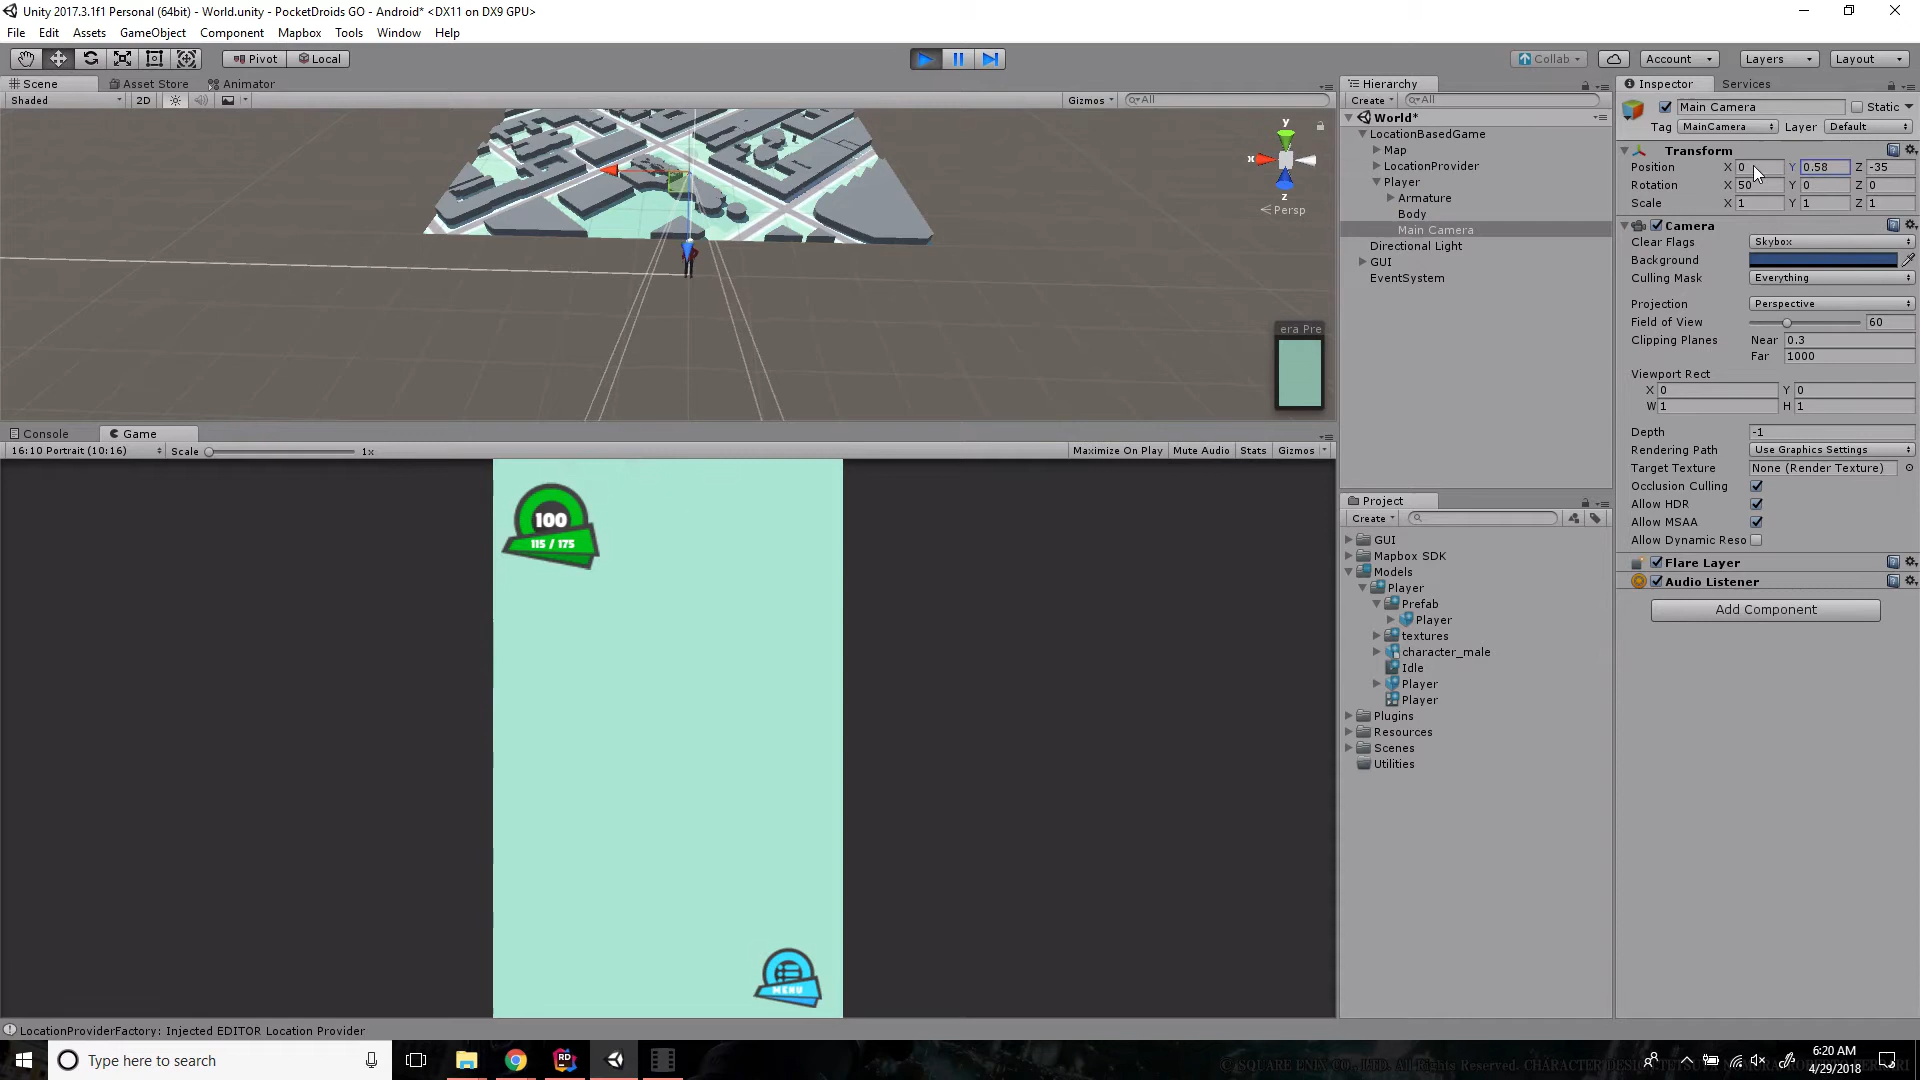 Unity 2017.3.1f1 Personal (64bit) - World.unity - PocketDroids GO - Android* <DX11 on DX9 GPU>
File Edit Assets GameObject Component Mapbox Tools Window Help
Pivot Local Collab Account Layers Layout
Scene Asset Store Animator
Shaded 2D Gizmos All
y
x
z
Persp
era Pre
Console Game
16:10 Portrait (10:16) Scale 1x Maximize On Play Mute Audio Stats Gizmos
100
115 / 175
MENU
Hierarchy
Create All
World*
LocationBasedGame
Map
LocationProvider
Player
Armature
Body
Main Camera
Directional Light
GUI
EventSystem
Project
Create
GUI
Mapbox SDK
Models
Player
Prefab
Player
textures
character_male
Idle
Player
Player
Plugins
Resources
Scenes
Utilities
Inspector Services
Main Camera Static
Tag MainCamera Layer Default
Transform
Position X 0 Y 0.58 Z -35
Rotation X 50 Y 0 Z 0
Scale X 1 Y 1 Z 1
Camera
Clear Flags Skybox
Background
Culling Mask Everything
Projection Perspective
Field of View 60
Clipping Planes Near 0.3
Far 1000
Viewport Rect
X 0 Y 0
W 1 H 1
Depth -1
Rendering Path Use Graphics Settings
Target Texture None (Render Texture)
Occlusion Culling
Allow HDR
Allow MSAA
Allow Dynamic Reso
Flare Layer
Audio Listener
Add Component
LocationProviderFactory: Injected EDITOR Location Provider
Type here to search
RD
6:20 AM
4/29/2018